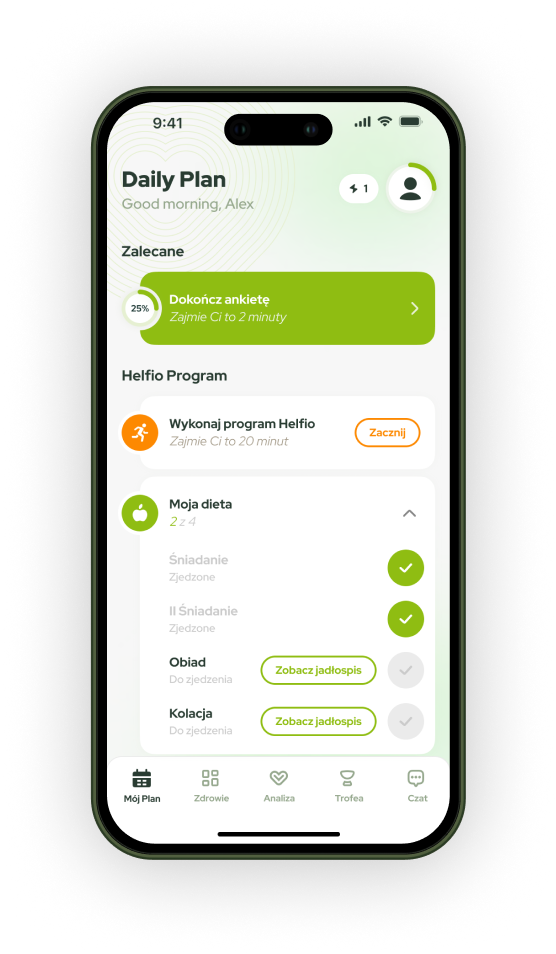 9:41
Daily Plan
Good morning, Alex
1
Zalecane
25%
Dokończ ankietę
Zajmie Ci to 2 minuty
Helfio Program
Wykonaj program Helfio
Zajmie Ci to 20 minut
Zacznij
Moja dieta
2 z 4
Śniadanie
Zjedzone
II Śniadanie
Zjedzone
Obiad
Do zjedzenia
Zobacz jadłospis
Kolacja
Do zjedzenia
Zobacz jadłospis
Mój Plan
Zdrowie
Analiza
Trofea
Czat